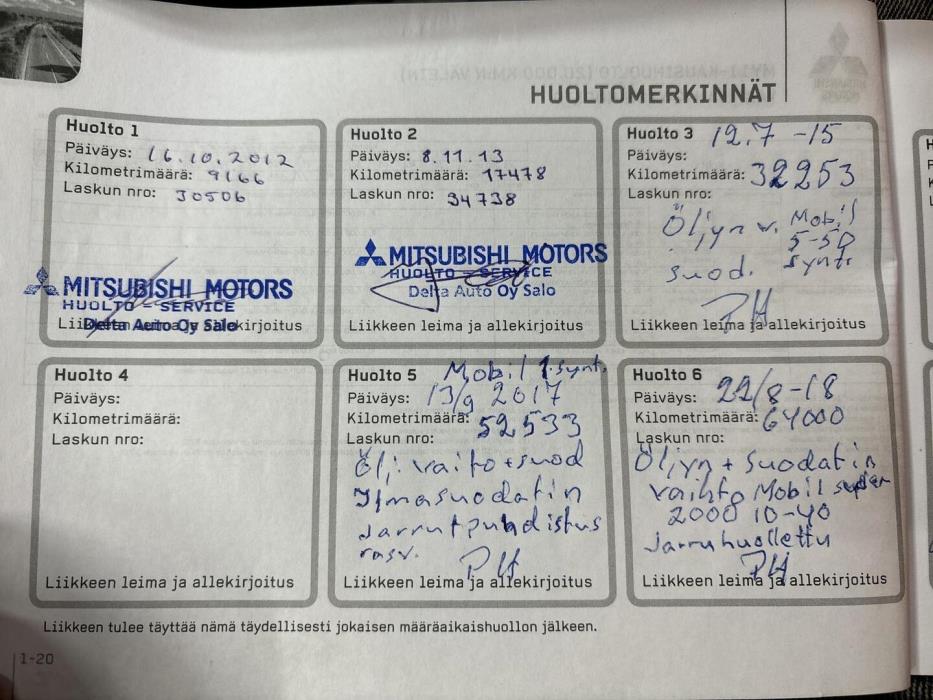 HUOLTOMERKINNÄT
Huolto 1
Päiväys: 16.10.2012
Kilometrimäärä: 9166
Laskun nro: 30506
MITSUBISHI MOTORS
HUOLTO - SERVICE
Delta Auto Oy Salo
Liikkeen leima ja allekirjoitus
Huolto 2
Päiväys: 8.11.13
Kilometrimäärä: 17478
Laskun nro: 34738
MITSUBISHI MOTORS
HUOLTO - SERVICE
Delta Auto Oy Salo
Liikkeen leima ja allekirjoitus
Huolto 3 12.7 -15
Päiväys:
Kilometrimäärä: 32253
Laskun nro:
Öljyn v. Mobil
5-50
suod. synt.
PH
Liikkeen leima ja allekirjoitus
Huolto 4
Päiväys:
Kilometrimäärä:
Laskun nro:
Liikkeen leima ja allekirjoitus
Huolto 5 Mobil 1 synt.
Päiväys: 13/9 2017
Kilometrimäärä: 52533
Laskun nro:
Ölj. vaito + suod
Ilmasuodatin
Jarrut puhdistus
rasv.
PH
Liikkeen leima ja allekirjoitus
Huolto 6
Päiväys: 22/8 -18
Kilometrimäärä: 64000
Laskun nro:
Öljyn + suodatin
vaihto Mobil super
2000 10-40
Jarruhuollettu
PH
Liikkeen leima ja allekirjoitus
Liikkeen tulee täyttää nämä täydellisesti jokaisen määräaikaishuollon jälkeen.
1-20